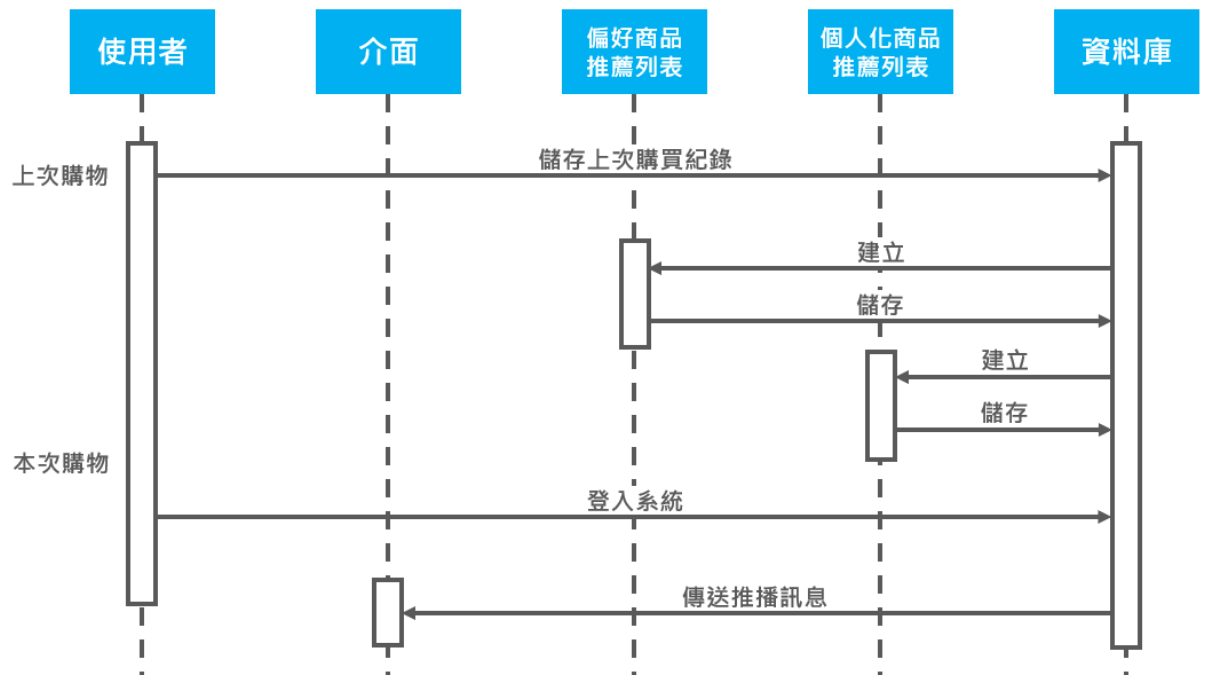 使用者
介面
偏好商品
推薦列表
個人化商品
推薦列表
資料庫
上次購物
儲存上次購買紀錄
建立
儲存
建立
儲存
本次購物
登入系統
傳送推播訊息